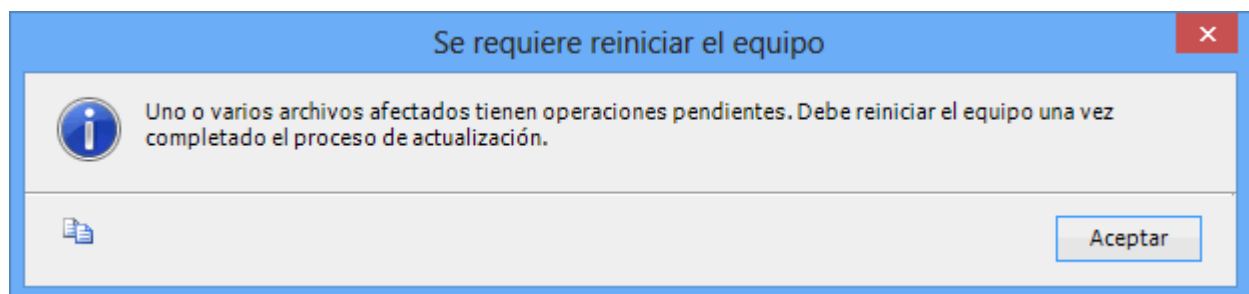 Se requiere reiniciar el equipo
Uno o varios archivos afectados tienen operaciones pendientes. Debe reiniciar el equipo una vez
completado el proceso de actualización.
Aceptar